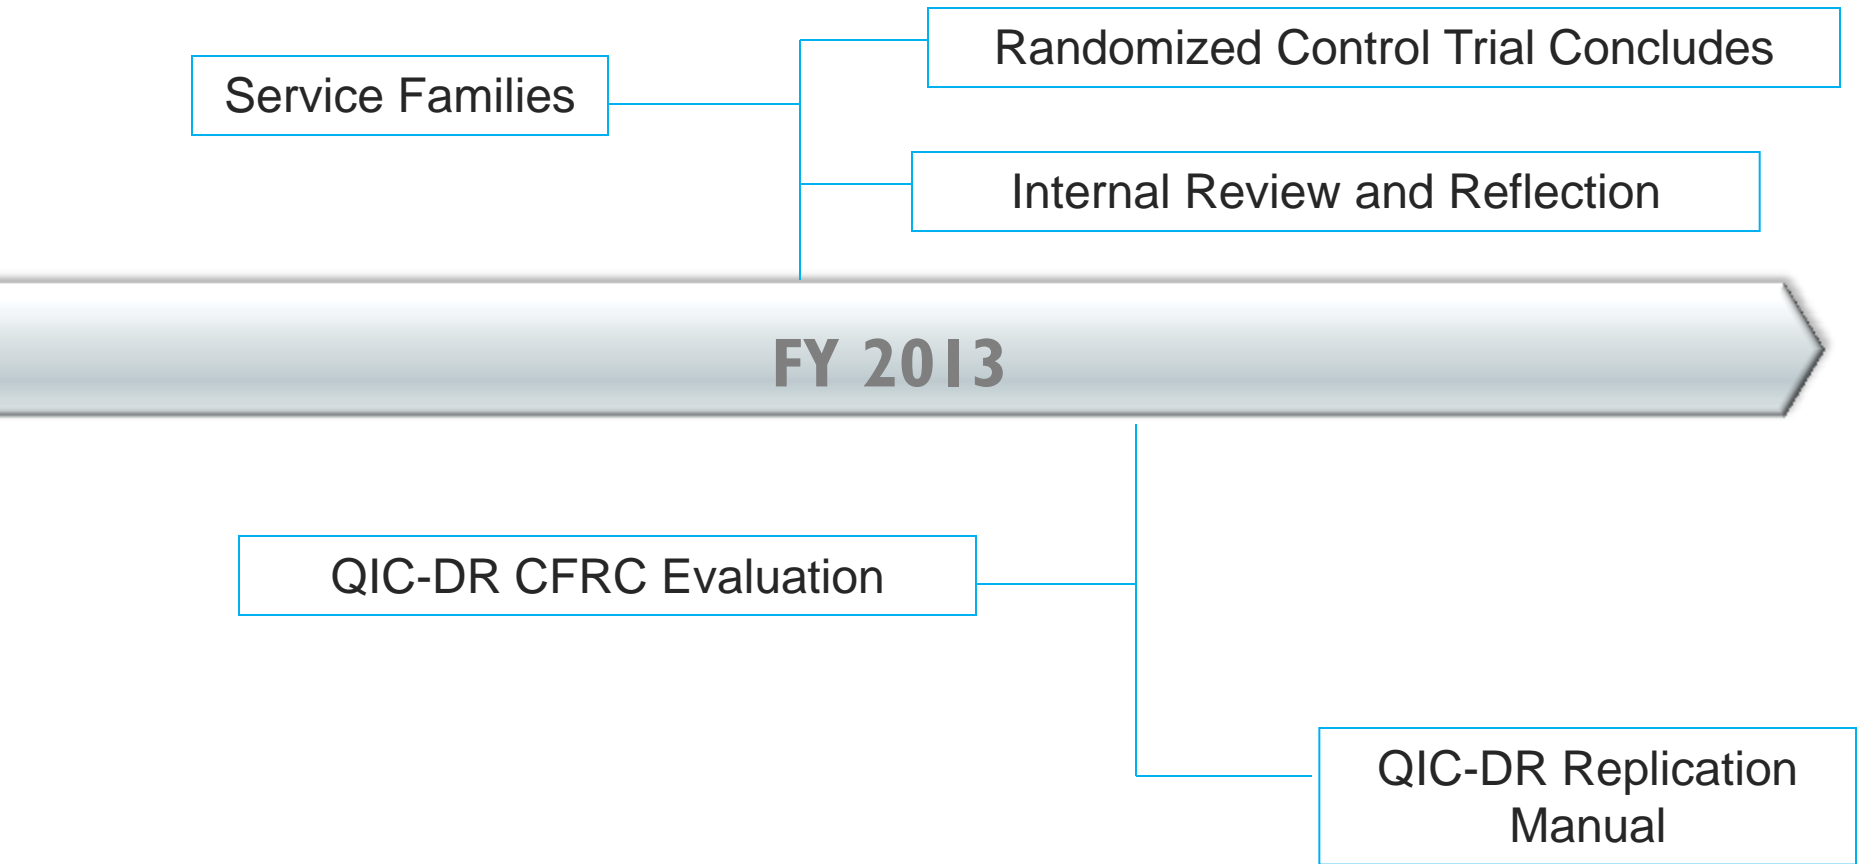 Randomized Control Trial Concludes
Service Families
Internal Review and Reflection
FY 2013
QIC-DR CFRC Evaluation
QIC-DR Replication
Manual